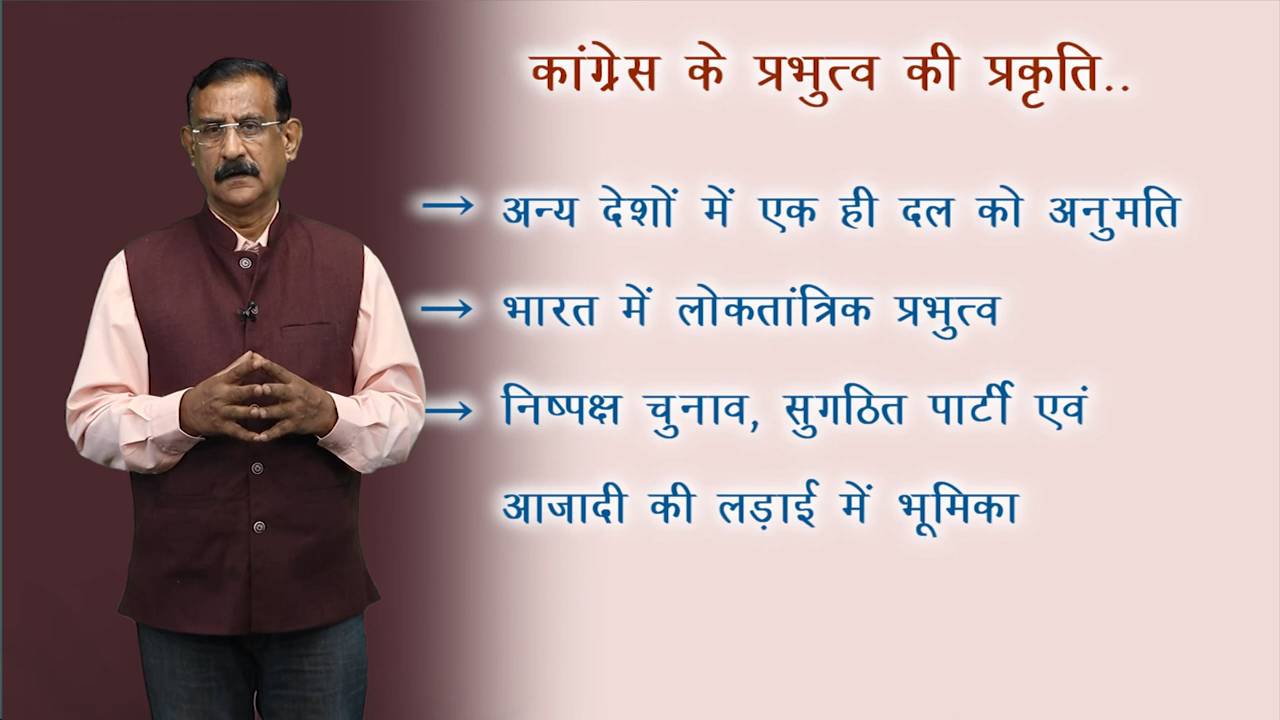 कांग्रेस के प्रभुत्व की प्रकृति..
→ अन्य देशों में एक ही दल को अनुमति
→ भारत में लोकतांत्रिक प्रभुत्व
→ निष्पक्ष चुनाव, सुगठित पार्टी एवं
आजादी की लड़ाई में भूमिका